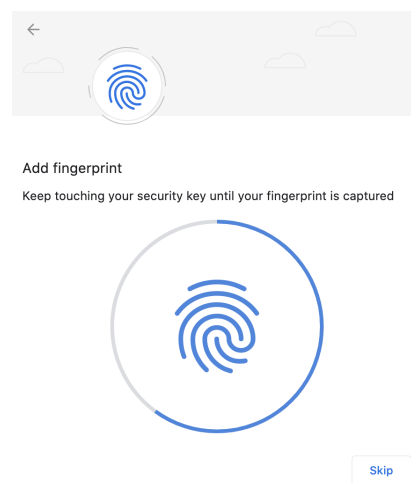 Add fingerprint
Keep touching your security key until your fingerprint is captured
Skip